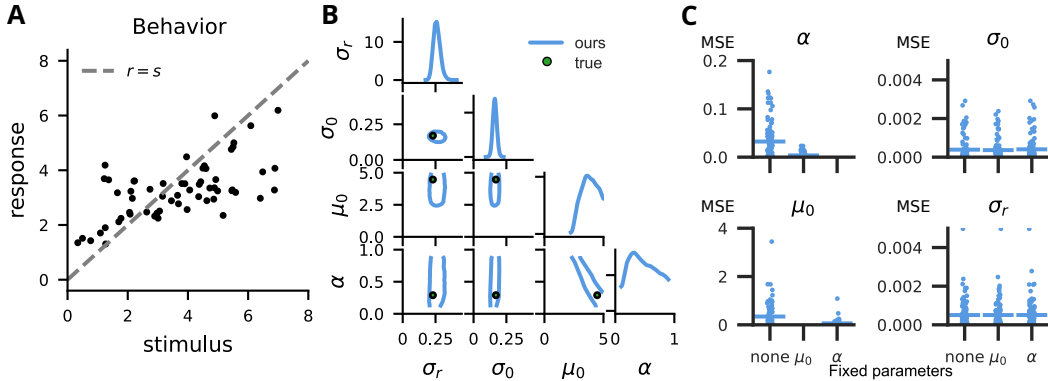 A
Behavior
r = s
response
8
6
4
2
0
0 2 4 6 8
stimulus
B
ours
true
σr
10
0
σ0
0.25
0.00
μ0
5.0
2.5
0.0
α
1.0
0.5
0.0
0 0.25
0 0.25
0 50
1
σr σ0 μ0 α
C
MSE α
0.2
0.1
0.0
MSE σ0
0.004
0.002
0.000
MSE μ0
4
2
0
none μ0 α
MSE σr
0.004
0.002
0.000
none μ0 α
Fixed parameters